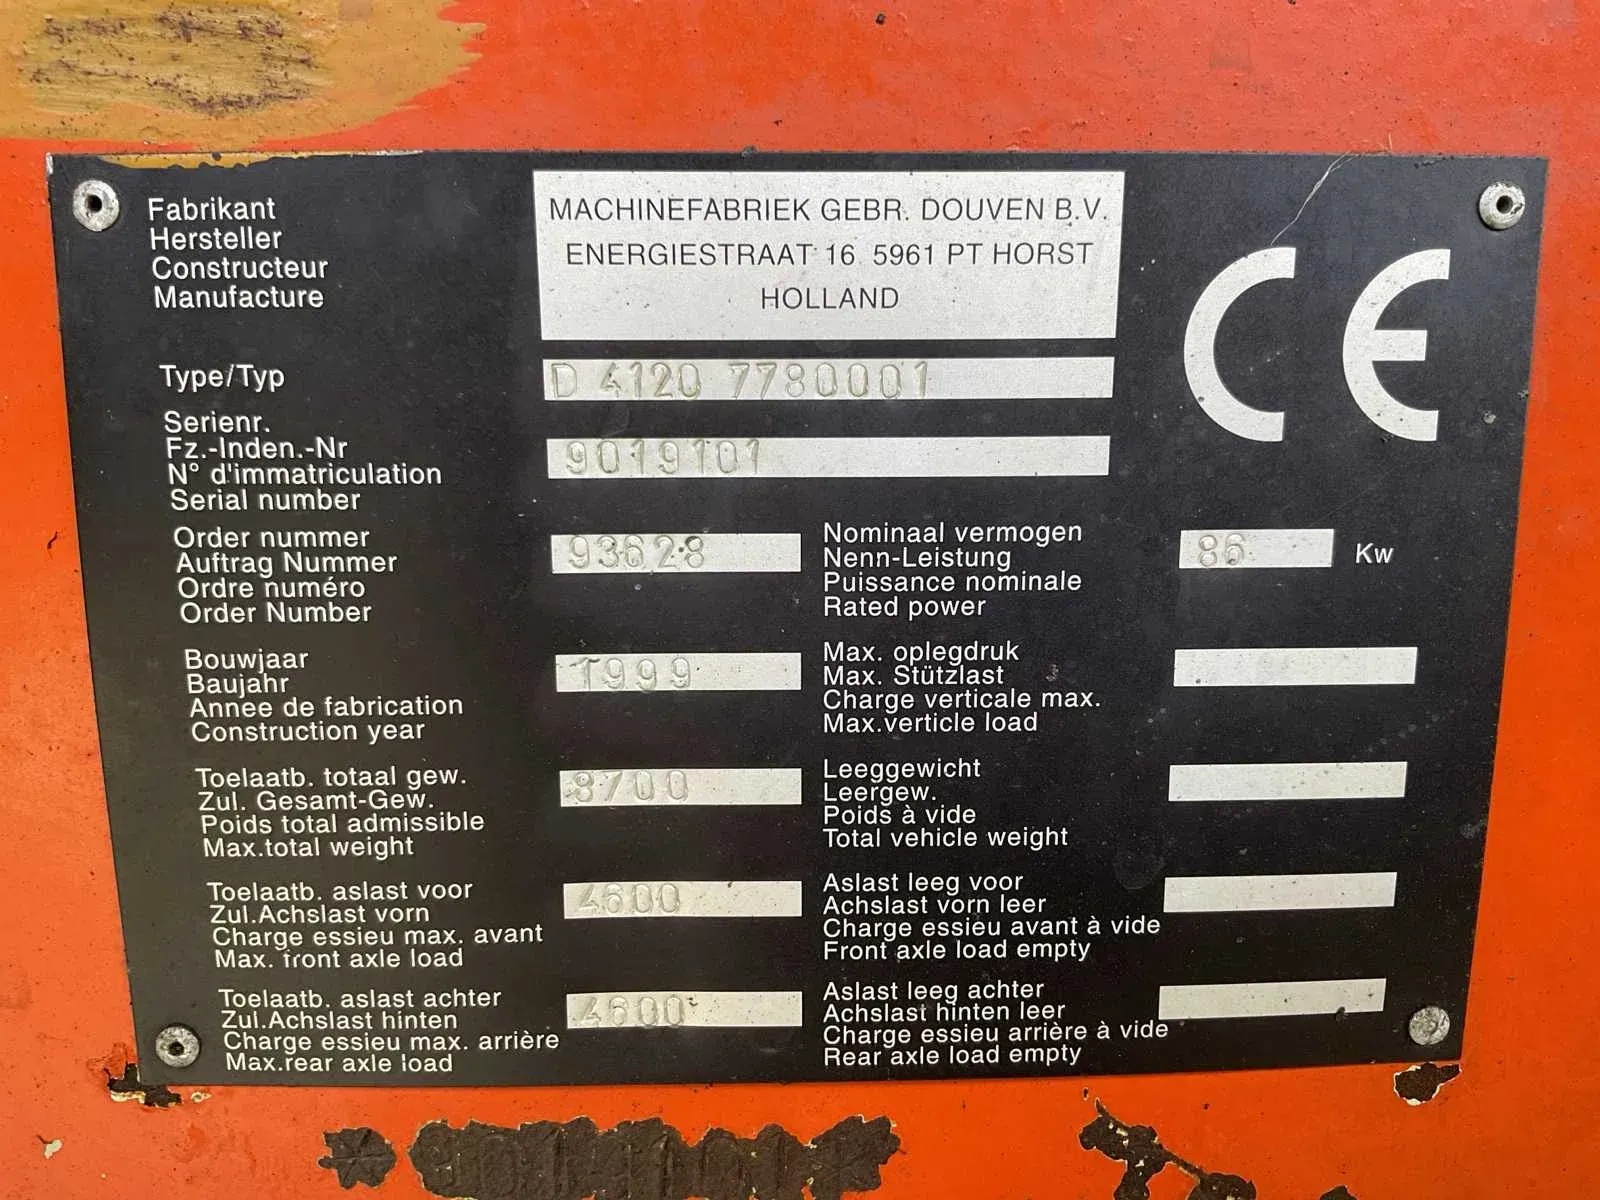 Fabrikant
Hersteller
Constructeur
Manufacture
MACHINEFABRIEK GEBR. DOUVEN B.V.
ENERGIESTRAAT 16 5961 PT HORST
HOLLAND
CE
Type/Typ
D 4120 7780001
Serienr.
Fz.-Inden.-Nr
N° d'immatriculation
Serial number
9019101
Order nummer
Auftrag Nummer
Ordre numéro
Order Number
93628
Nominaal vermogen
Nenn-Leistung
Puissance nominale
Rated power
86 Kw
Bouwjaar
Baujahr
Annee de fabrication
Construction year
1999
Max. oplegdruk
Max. Stützlast
Charge verticale max.
Max.verticle load
Toelaatb. totaal gew.
Zul. Gesamt-Gew.
Poids total admissible
Max.total weight
8700
Leeggewicht
Leergew.
Poids à vide
Total vehicle weight
Toelaatb. aslast voor
Zul.Achslast vorn
Charge essieu max. avant
Max. front axle load
4600
Aslast leeg voor
Achslast vorn leer
Charge essieu avant à vide
Front axle load empty
Toelaatb. aslast achter
Zul.Achslast hinten
Charge essieu max. arrière
Max.rear axle load
4600
Aslast leeg achter
Achslast hinten leer
Charge essieu arrière à vide
Rear axle load empty